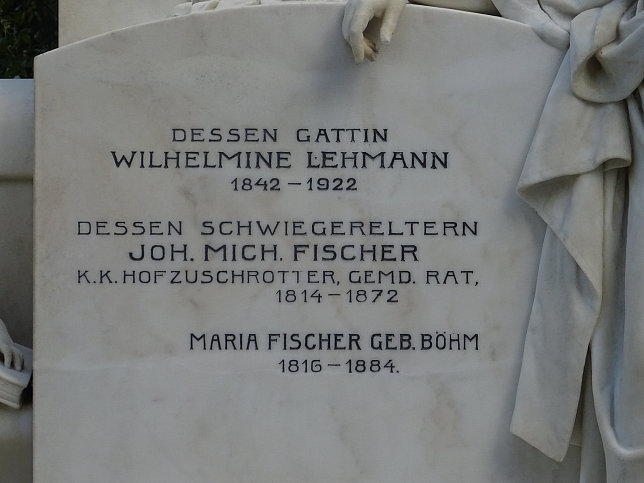 DESSEN GATTIN
WILHELMINE LEHMANN
1842–1922
DESSEN SCHWIEGERELTERN
JOH. MICH. FISCHER
K.K. HOFZUSCHROTTER, GEMD. RAT,
1814–1872
MARIA FISCHER GEB. BÖHM
1816–1884.